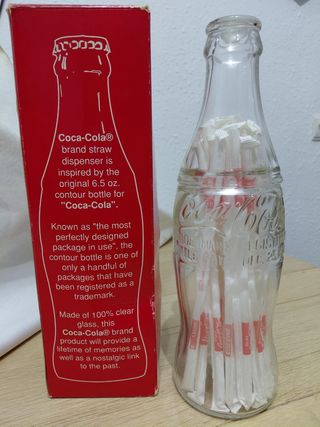 Coca-Cola®
brand straw
dispenser is
inspired by the
original 6.5 oz.
contour bottle for
"Coca-Cola".
Known as "the most
perfectly designed
package in use", the
contour bottle is one of
only a handful of
packages that have
been registered as a
trademark.
Made of 100% clear
glass, this
Coca-Cola® brand
product will provide a
lifetime of memories as
well as a nostalgic link
to the past.
Coca-Cola